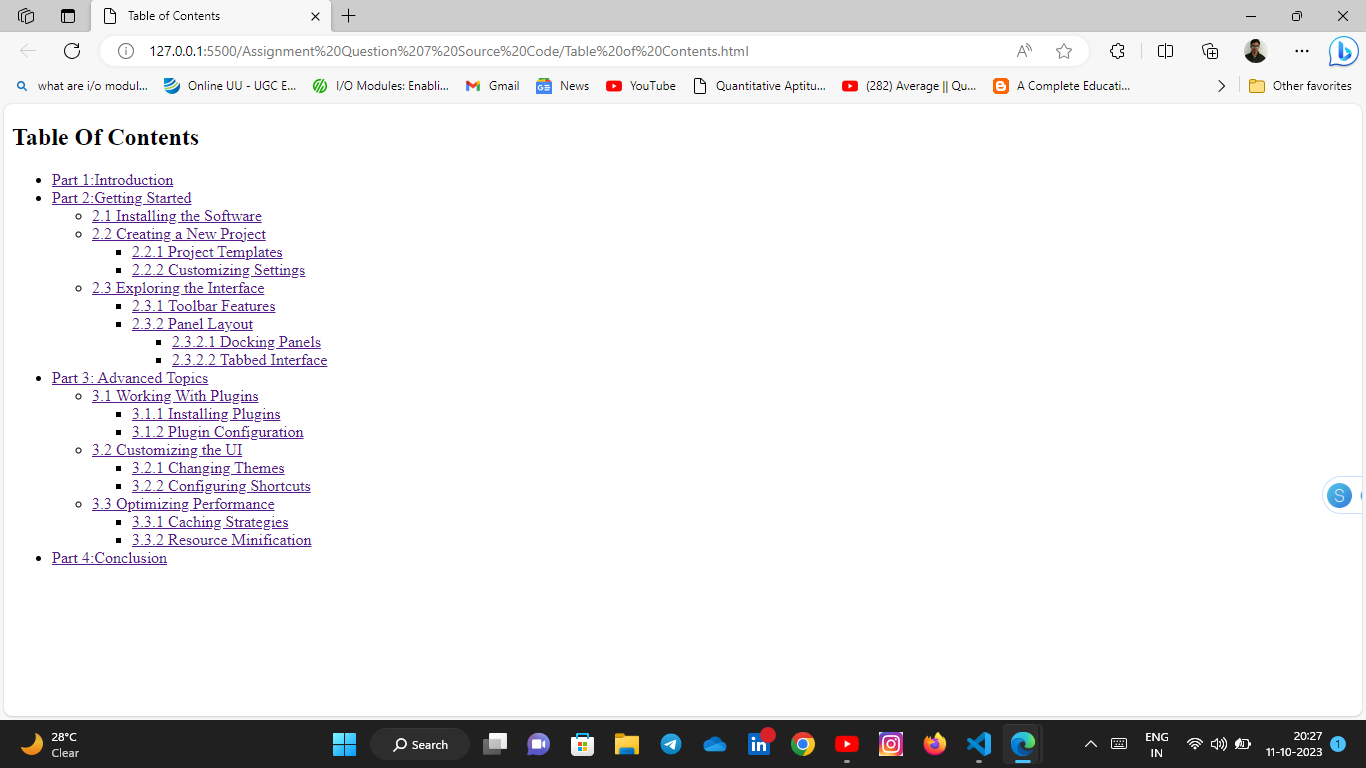 Table of Contents
127.0.0.1:5500/Assignment%20Question%207%20Source%20Code/Table%20of%20Contents.html
what are i/o modul... Online UU - UGC E... I/O Modules: Enabli... Gmail News YouTube Quantitative Aptitu... (282) Average || Qu... A Complete Educati... Other favorites
Table Of Contents
Part 1:Introduction
Part 2:Getting Started
2.1 Installing the Software
2.2 Creating a New Project
2.2.1 Project Templates
2.2.2 Customizing Settings
2.3 Exploring the Interface
2.3.1 Toolbar Features
2.3.2 Panel Layout
2.3.2.1 Docking Panels
2.3.2.2 Tabbed Interface
Part 3: Advanced Topics
3.1 Working With Plugins
3.1.1 Installing Plugins
3.1.2 Plugin Configuration
3.2 Customizing the UI
3.2.1 Changing Themes
3.2.2 Configuring Shortcuts
3.3 Optimizing Performance
3.3.1 Caching Strategies
3.3.2 Resource Minification
Part 4:Conclusion
S
28°C
Clear
Search
ENG
IN
20:27
11-10-2023
1